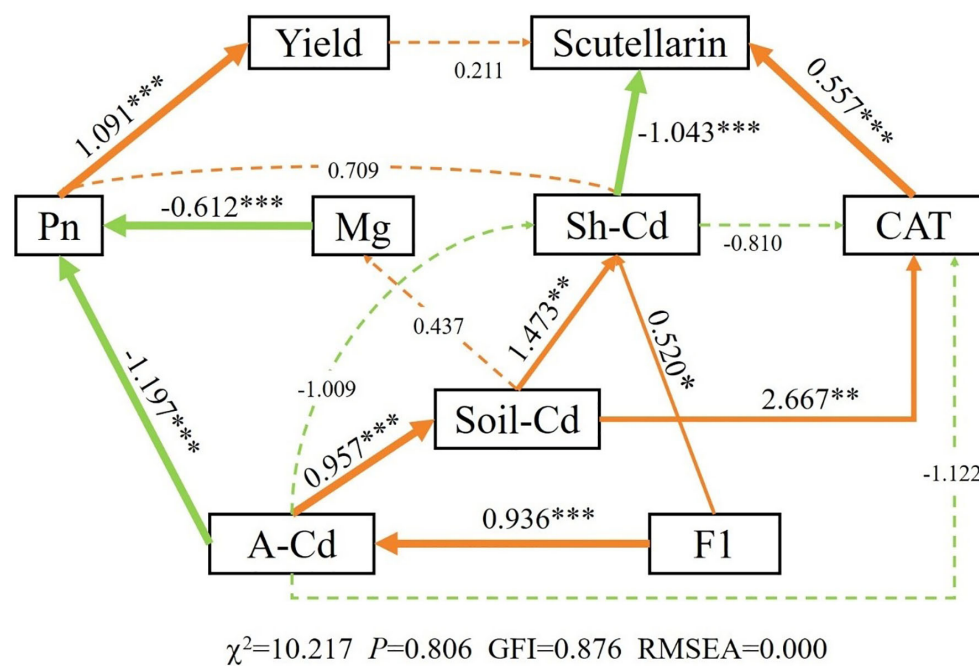 Yield
Scutellarin
0.211
1.091***
-1.043***
0.557***
0.709
Pn
-0.612***
Mg
Sh-Cd
-0.810
CAT
0.437
1.473**
0.520*
-1.197***
-1.009
Soil-Cd
2.667**
0.957***
-1.122
A-Cd
0.936***
F1
χ²=10.217 P=0.806 GFI=0.876 RMSEA=0.000